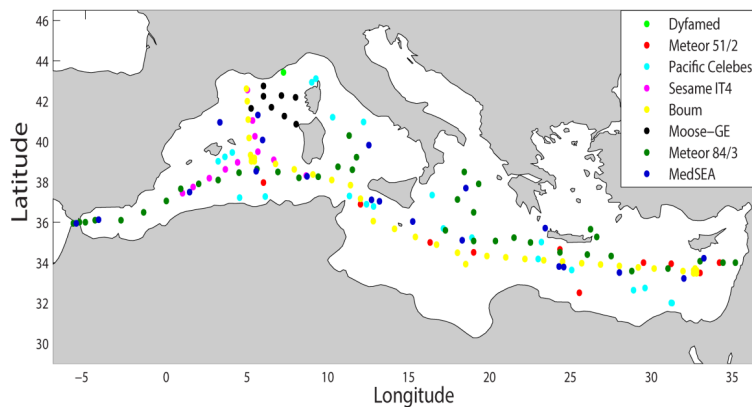 46
44
42
40
38
36
34
32
30
Latitude
−5
0
5
10
15
20
25
30
35
Longitude
Dyfamed
Meteor 51/2
Pacific Celebes
Sesame IT4
Boum
Moose−GE
Meteor 84/3
MedSEA